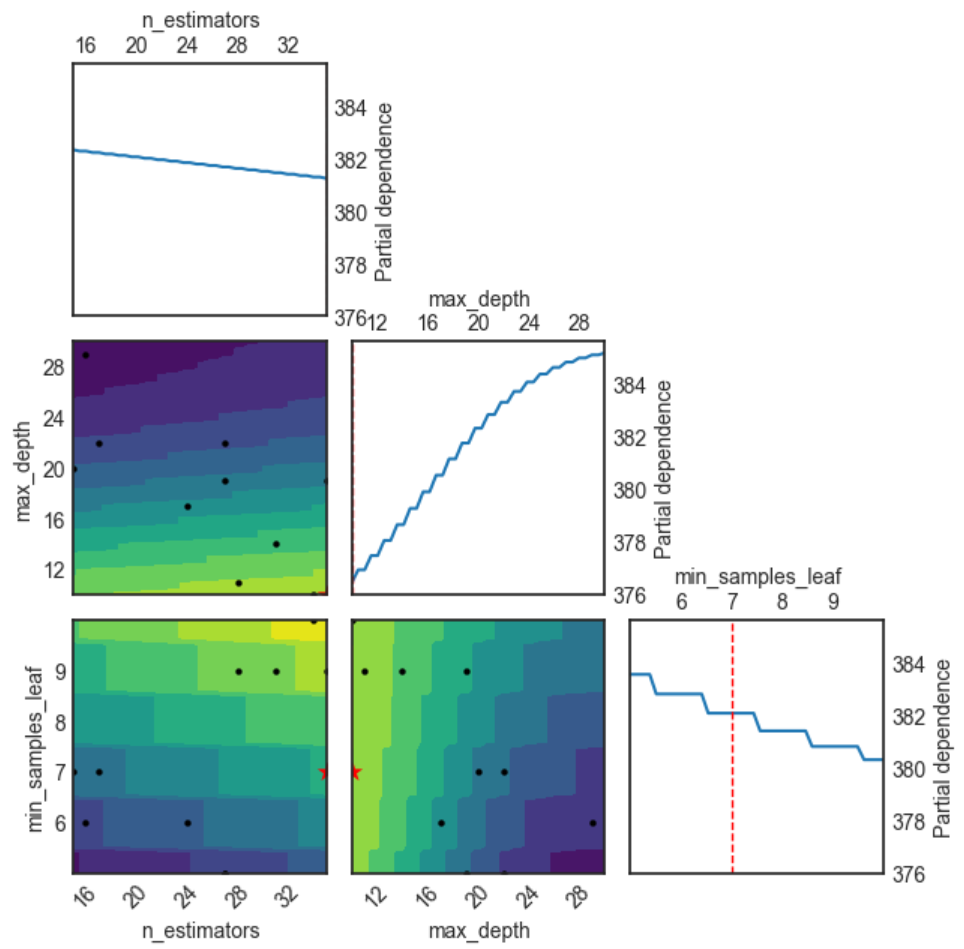 n_estimators
16 20 24 28 32
384
382
380
378
376
Partial dependence
max_depth
12 16 20 24 28
28
24
20
16
12
max_depth
384
382
380
378
376
Partial dependence
min_samples_leaf
6 7 8 9
9
8
7
6
min_samples_leaf
384
382
380
378
376
Partial dependence
16 20 24 28 32
n_estimators
12 16 20 24 28
max_depth